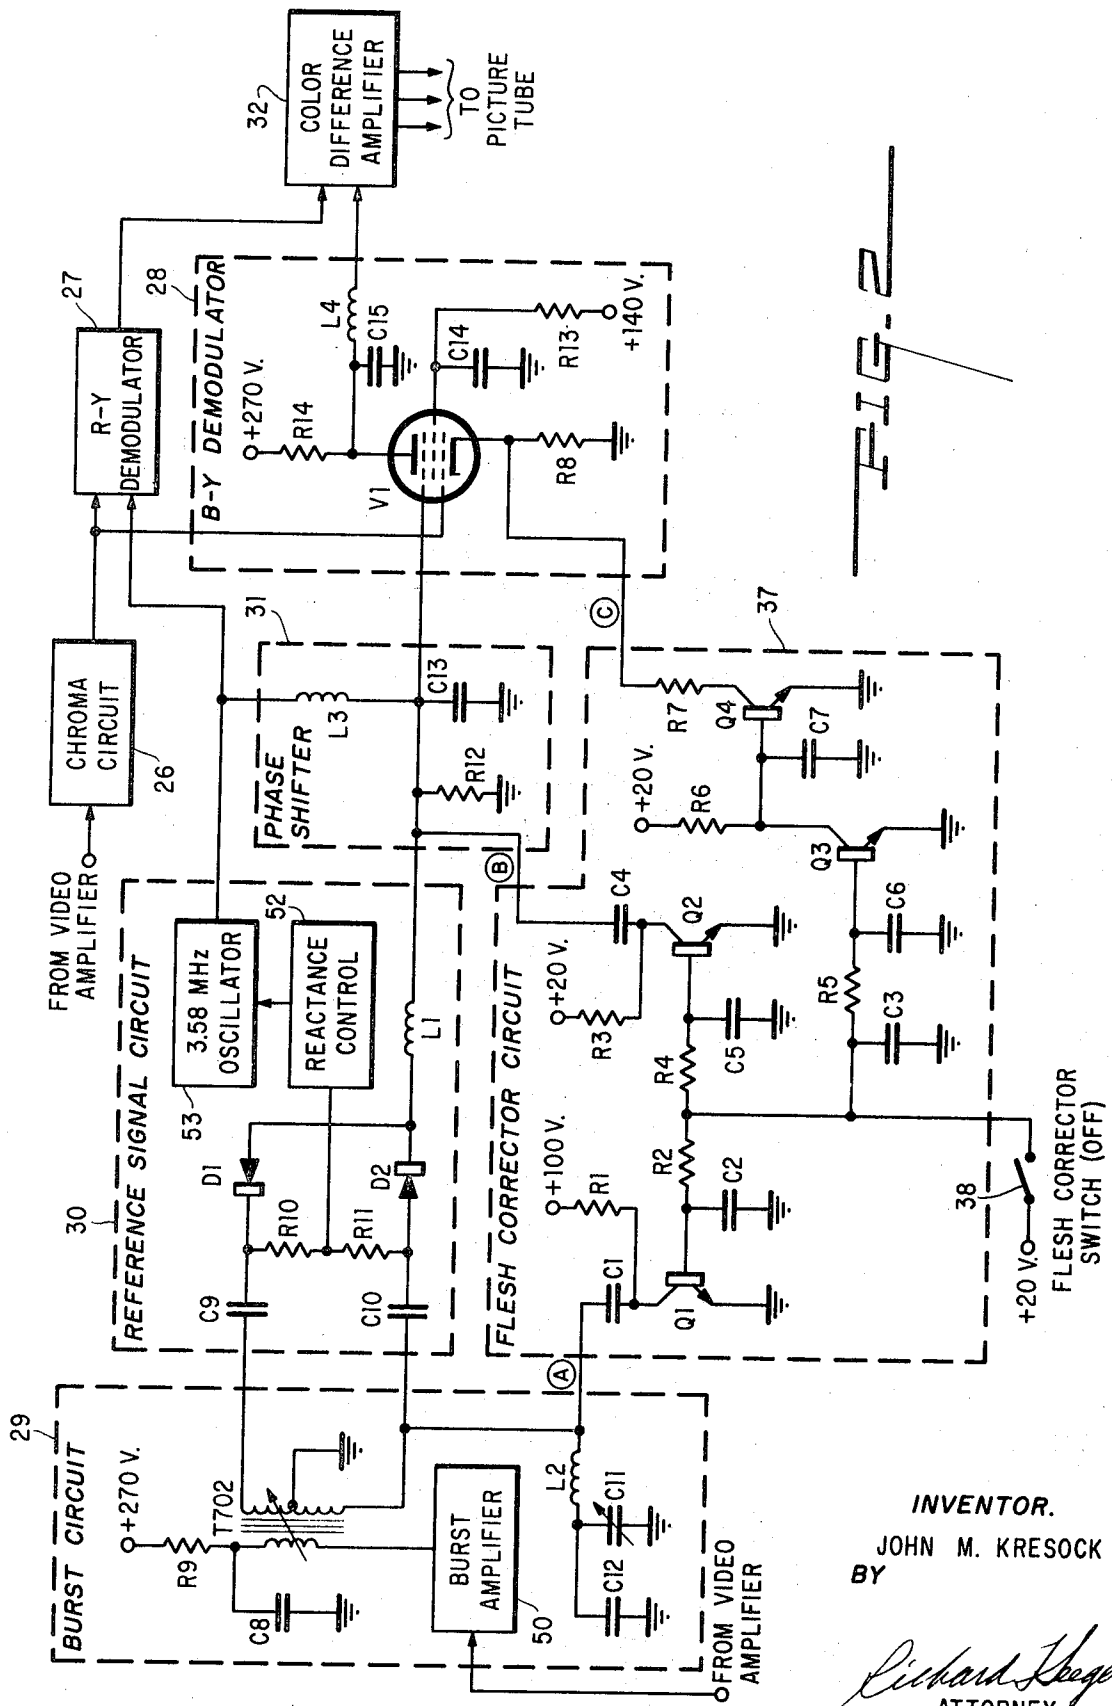 29
BURST CIRCUIT
+270 V.
R9
T702
C8
BURST
AMPLIFIER
50
L2
C12
C11
FROM VIDEO
AMPLIFIER
30
REFERENCE SIGNAL CIRCUIT
C9
C10
D1
R10
R11
D2
53
3.58 MHz
OSCILLATOR
52
REACTANCE
CONTROL
L1
FROM VIDEO
AMPLIFIER
CHROMA
CIRCUIT
26
PHASE
SHIFTER
31
L3
R12
C13
R-Y
DEMODULATOR
27
B-Y DEMODULATOR
28
+270 V.
R14
L4
C15
V1
C14
R8
R13
+140 V.
32
COLOR
DIFFERENCE
AMPLIFIER
TO
PICTURE
TUBE
A
B
C
FLESH CORRECTOR CIRCUIT
37
C1
+100 V.
R1
Q1
C2
R2
R4
C5
+20 V.
R3
C4
Q2
C3
R5
C6
+20 V.
R6
Q3
C7
R7
Q4
38
+20 V.
FLESH CORRECTOR
SWITCH (OFF)
FIG-2
INVENTOR.
JOHN M. KRESOCK
BY
ATTORNEY